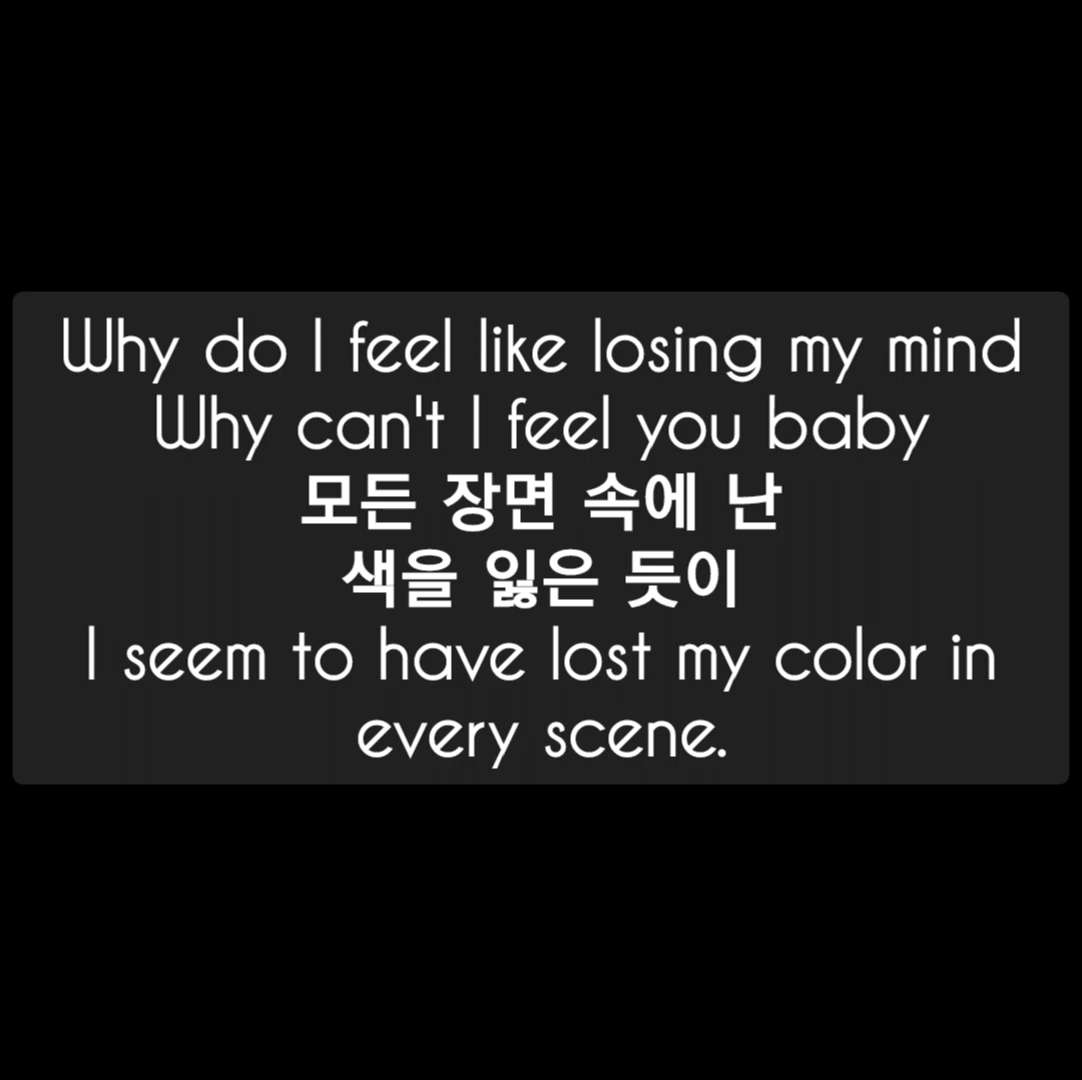 Why do I feel like losing my mind
Why can't I feel you baby
모든 장면 속에 난
색을 잃은 듯이
I seem to have lost my color in
every scene.